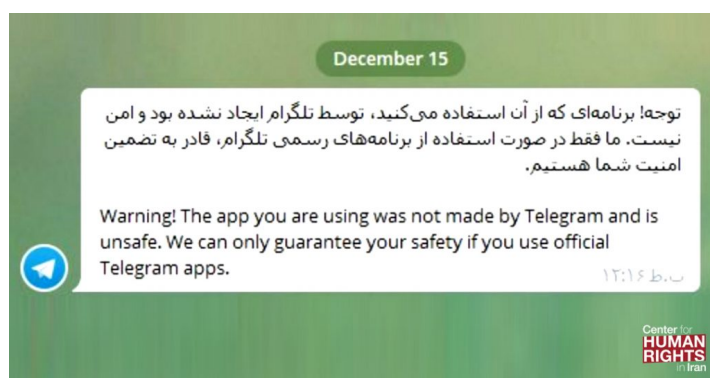 December 15
توجه! برنامه‌ای که از آن استفاده می‌کنید، توسط تلگرام ایجاد نشده بود و امن
نیست. ما فقط در صورت استفاده از برنامه‌های رسمی تلگرام، قادر به تضمین
امنیت شما هستیم.
Warning! The app you are using was not made by Telegram and is
unsafe. We can only guarantee your safety if you use official
Telegram apps.
۱۲:۱۶ ب.ظ
Center for
HUMAN
RIGHTS
in Iran